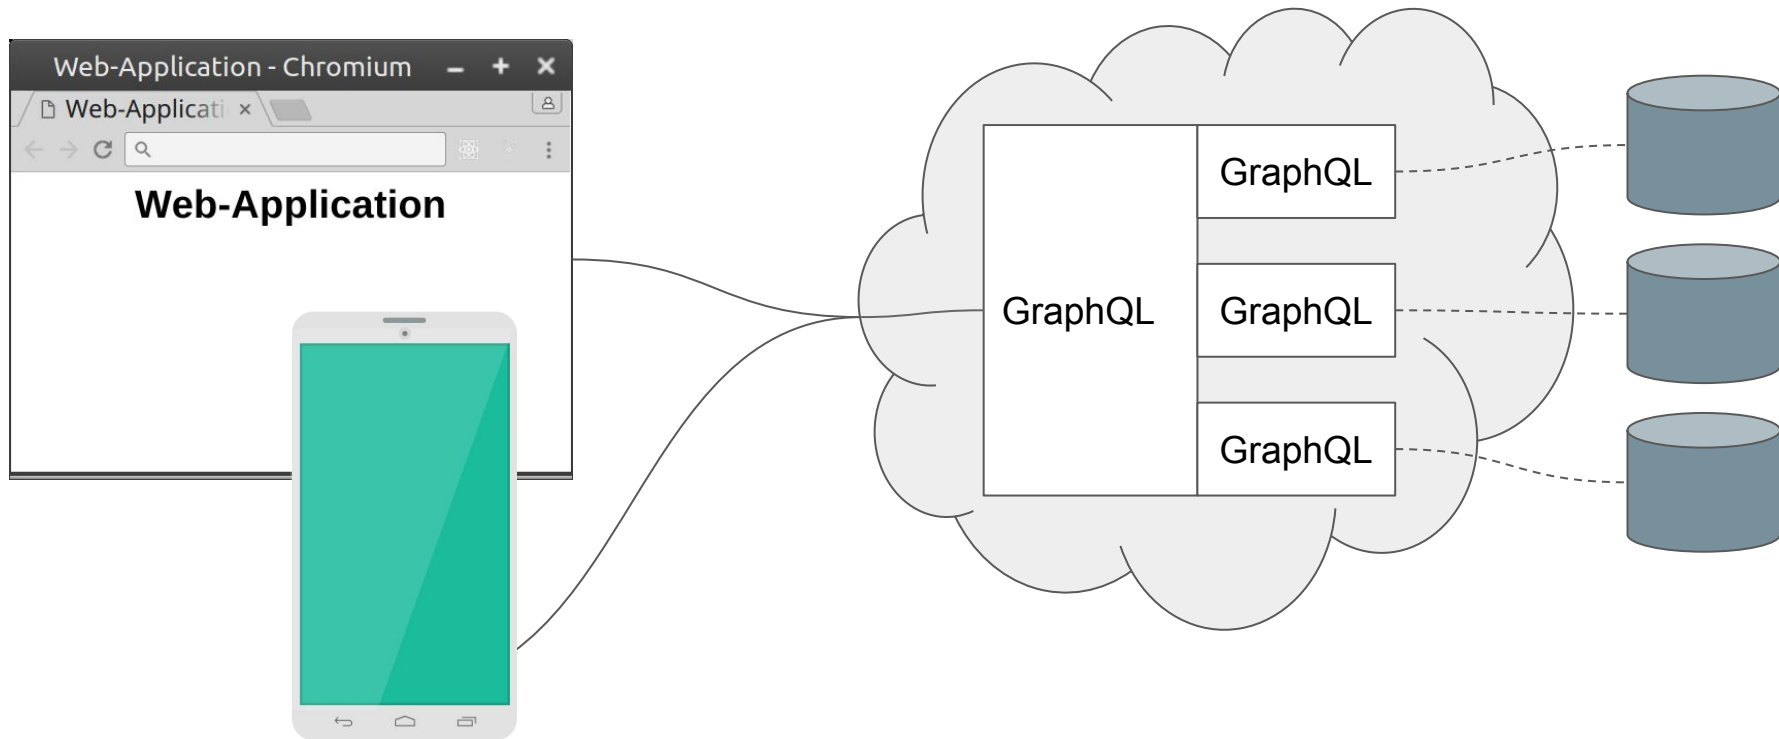 Web-Application - Chromium
Web-Applicati
Web-Application
GraphQL
GraphQL
GraphQL
GraphQL